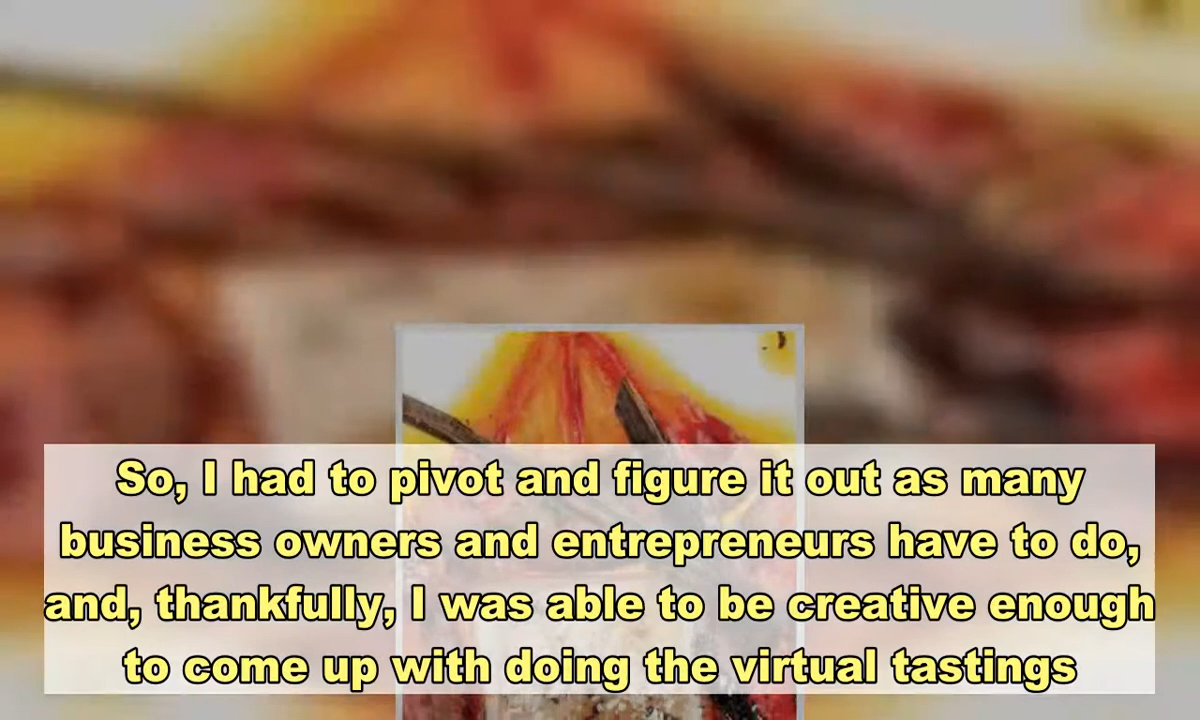 So, I had to pivot and figure it out as many
business owners and entrepreneurs have to do,
and, thankfully, I was able to be creative enough
to come up with doing the virtual tastings